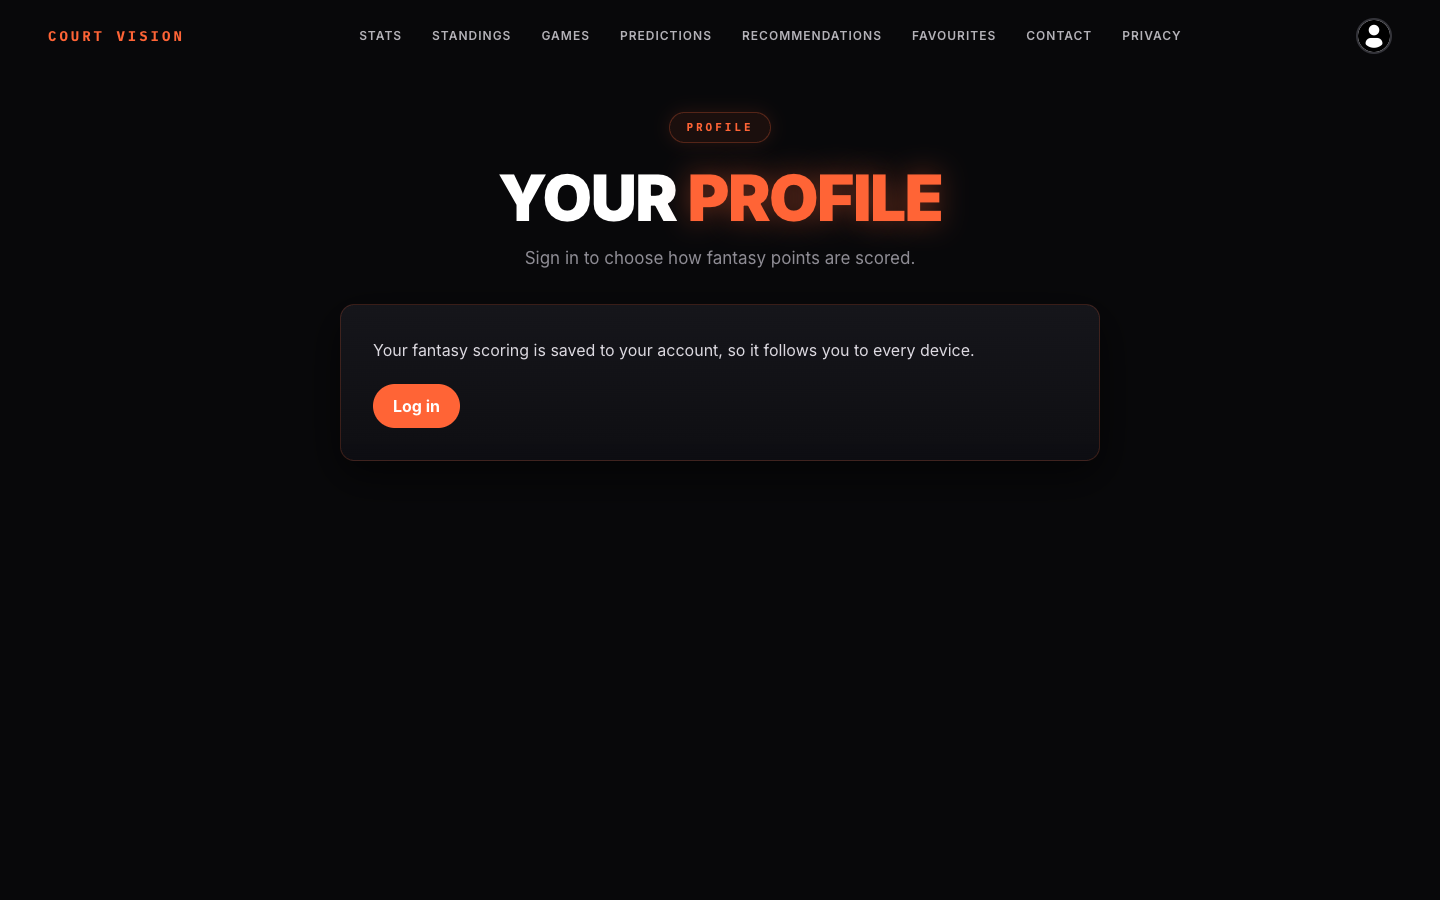 COURT VISION
STATS STANDINGS GAMES PREDICTIONS RECOMMENDATIONS FAVOURITES CONTACT PRIVACY
PROFILE
YOUR PROFILE
Sign in to choose how fantasy points are scored.
Your fantasy scoring is saved to your account, so it follows you to every device.
Log in